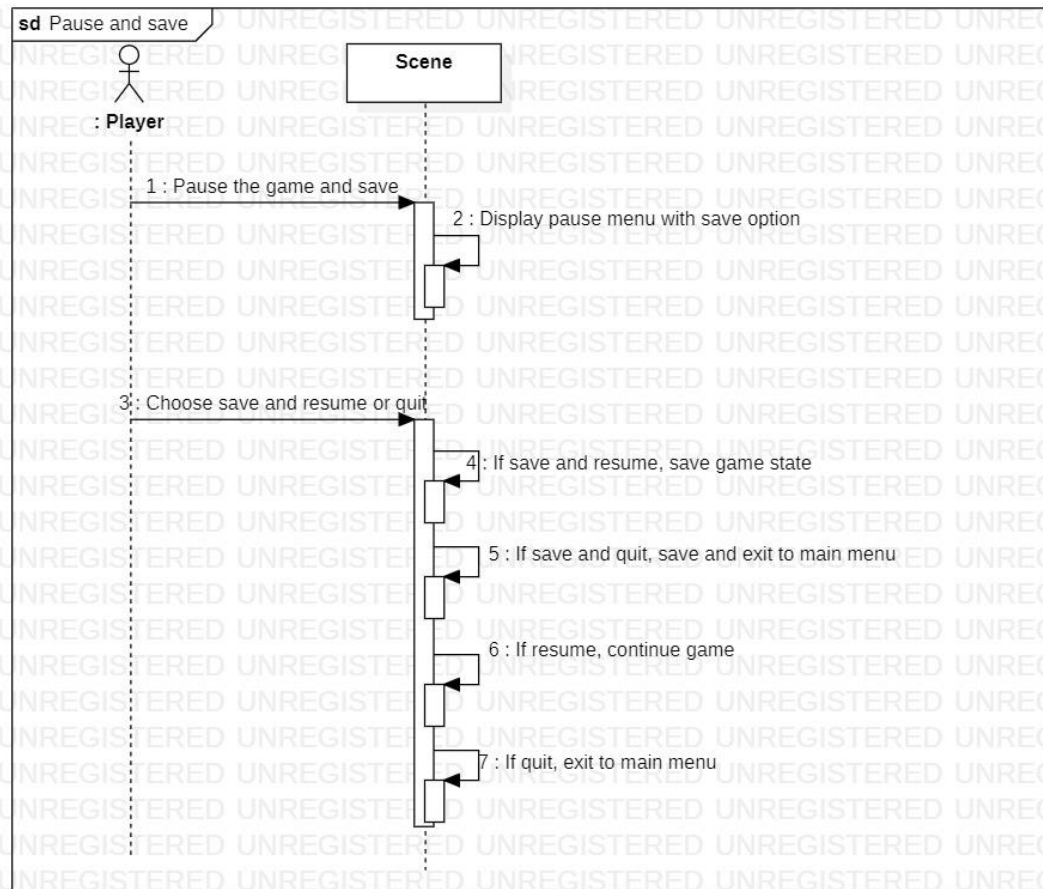 sd Pause and save
Scene
: Player
1 : Pause the game and save
2 : Display pause menu with save option
3 : Choose save and resume or quit
4 : If save and resume, save game state
5 : If save and quit, save and exit to main menu
6 : If resume, continue game
7 : If quit, exit to main menu
UNREGISTERED